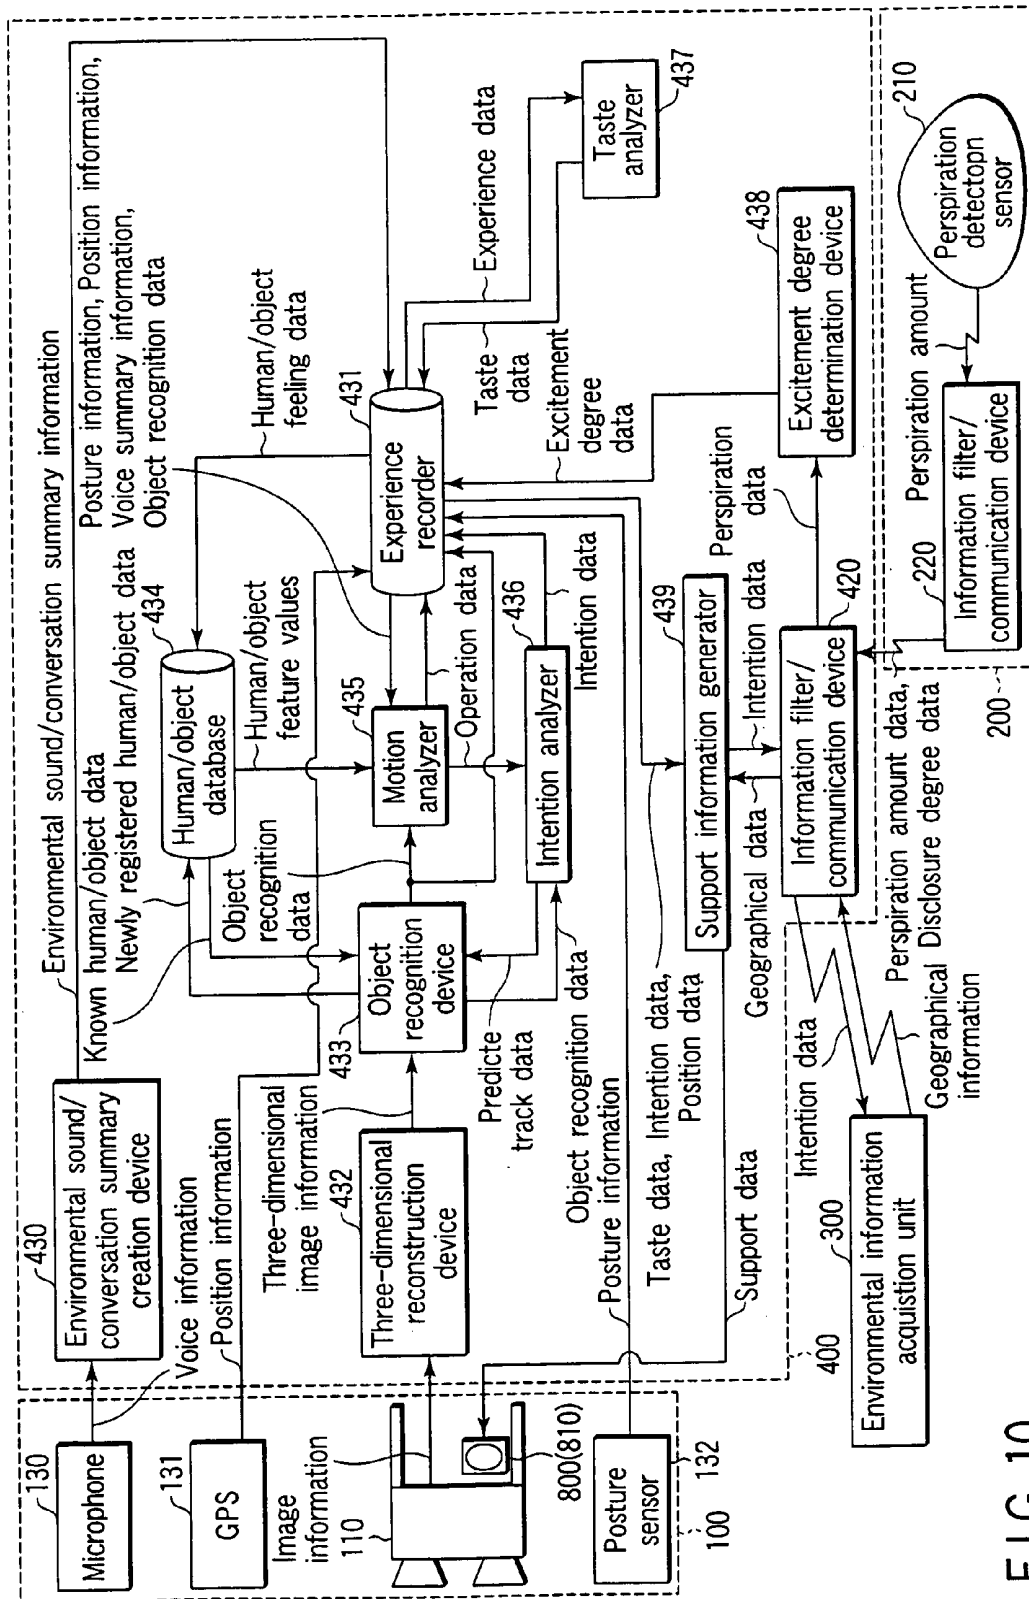 130
Microphone
131
GPS
Image
information
110
800(810)
Posture
sensor
132
100
Voice information
Position information
430
Environmental sound/
conversation summary
creation device
Environmental sound/conversation summary information
Known human/object data
Newly registered human/object data
434
Human/object
database
Posture information, Position information,
Voice summary information,
Object recognition data
Human/object
feeling data
Three-dimensional
image information
432
Three-dimensional
reconstruction
device
433
Object
recognition
device
Object
recognition
data
Human/object
feature values
435
Motion
analyzer
Operation data
431
Experience
recorder
Taste
data
Experience data
Taste
analyzer
437
Excitement
degree
data
Predicte
track data
436
Intention analyzer
Intention data
Object recognition data
Posture information
Taste data, Intention data,
Position data
Support data
439
Support information generator
Geographical data
Intention data
Perspiration
data
438
Excitement degree
determination device
420
Information filter/
communication device
400
300
Environmental information
acquistion unit
Intention data
Geographical
information
Perspiration amount data,
Disclosure degree data
200
220
Information filter/
communication device
Perspiration amount
210
Perspiration
detectopn
sensor
FIG. 10